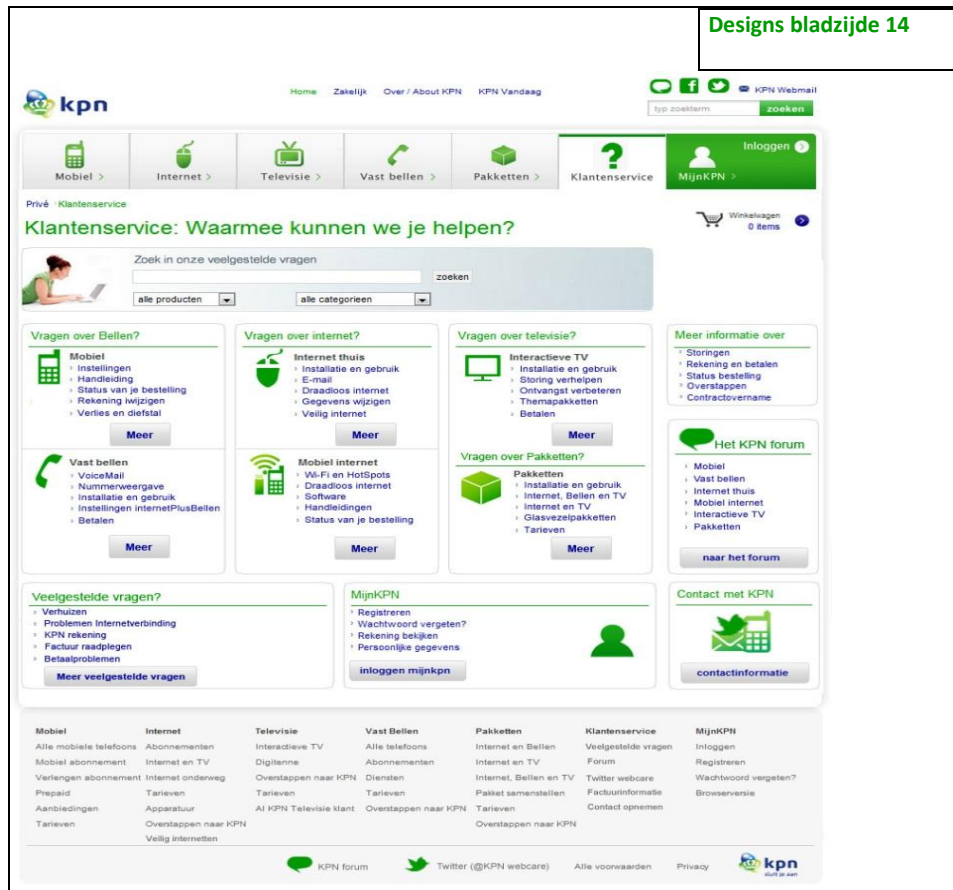 Designs bladzijde 14
kpn
Home Zakelijk Over / About KPN KPN Vandaag
KPN Webmail
typ zoekterm zoeken
Inloggen
Mobiel > Internet > Televisie > Vast bellen > Pakketten > Klantenservice MijnKPN >
Privé Klantenservice
Klantenservice: Waarmee kunnen we je helpen?
Winkelwagen
0 items
Zoek in onze veelgestelde vragen
zoeken
alle producten alle categorieen
Vragen over Bellen?
Mobiel
Instellingen
Handleiding
Status van je bestelling
Rekening iwijzigen
Verlies en diefstal
Meer
Vast bellen
VoiceMail
Nummerweergave
Installatie en gebruik
Instellingen internetPlusBellen
Betalen
Meer
Vragen over internet?
Internet thuis
Installatie en gebruik
E-mail
Draadloos internet
Gegevens wijzigen
Veilig internet
Meer
Mobiel internet
Wi-Fi en HotSpots
Draadloos internet
Software
Handleidingen
Status van je bestelling
Meer
Vragen over televisie?
Interactieve TV
Installatie en gebruik
Storing verhelpen
Ontvangst verbeteren
Themapakketten
Betalen
Meer
Vragen over Pakketten?
Pakketten
Installatie en gebruik
Internet, Bellen en TV
Internet en TV
Glasvezelpakketten
Tarieven
Meer
Meer informatie over
Storingen
Rekening en betalen
Status bestelling
Overstappen
Contractovername
Het KPN forum
Mobiel
Vast bellen
Internet thuis
Mobiel internet
Interactieve TV
Pakketten
naar het forum
Veelgestelde vragen?
Verhuizen
Problemen Internetverbinding
KPN rekening
Factuur raadplegen
Betaalproblemen
Meer veelgestelde vragen
MijnKPN
Registreren
Wachtwoord vergeten?
Rekening bekijken
Persoonlijke gegevens
inloggen mijnkpn
Contact met KPN
contactinformatie
Mobiel Internet Televisie Vast Bellen Pakketten Klantenservice MijnKPN
Alle mobiele telefoons Abonnementen Interactieve TV Alle telefoons Internet en Bellen Veelgestelde vragen Inloggen
Mobiel abonnement Internet en TV Digitenne Abonnementen Internet en TV Forum Registreren
Verlengen abonnement Internet onderweg Overstappen naar KPN Diensten Internet, Bellen en TV Twitter webcare Wachtwoord vergeten?
Prepaid Tarieven Tarieven Tarieven Pakket samenstellen Factuurinformatie Browserversie
Aanbiedingen Apparatuur Al KPN Televisie klant Overstappen naar KPN Tarieven Contact opnemen
Tarieven Overstappen naar KPN Overstappen naar KPN
Veilig internetten
KPN forum Twitter (@KPN webcare) Alle voorwaarden Privacy kpn
sluit je aan